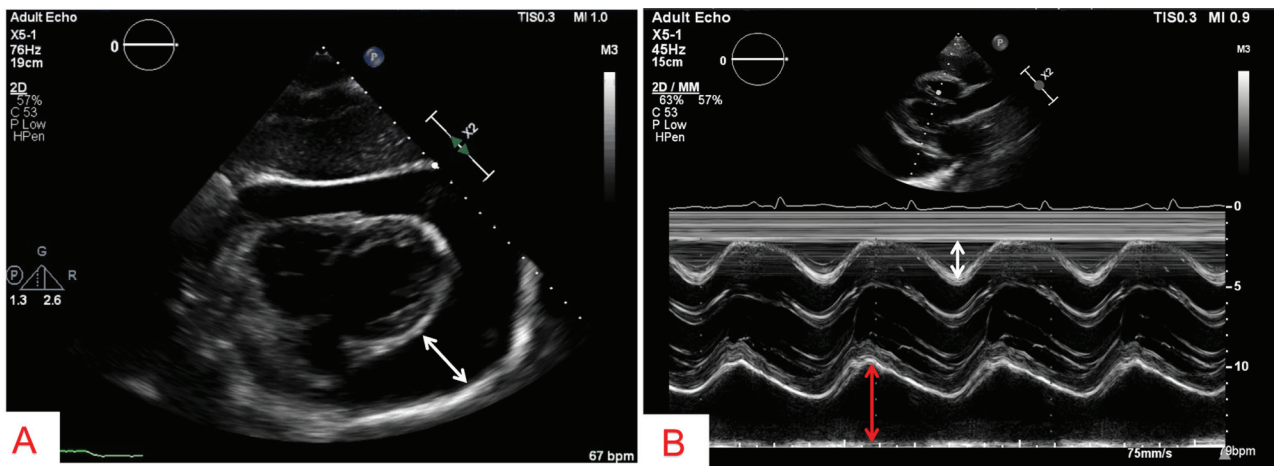 Adult Echo
TIS0.3 MI 1.0
X5-1
76Hz
19cm
0
P
M3
2D
57%
C 53
P Low
HPen
X2
G
P R
1.3 2.6
A
67 bpm
Adult Echo
TIS0.3 MI 0.9
X5-1
45Hz
15cm
0
P
M3
2D / MM
63% 57%
C 53
P Low
HPen
X2
0
5
10
B
75mm/s